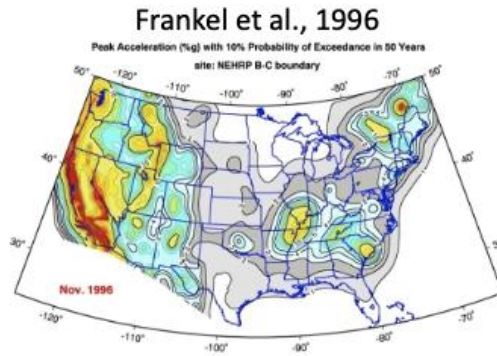 Frankel et al., 1996
Peak Acceleration (%g) with 10% Probability of Exceedance in 50 Years
site: NEHRP B-C boundary
-120° -110° -100° -90° -80° -70°
50° 50°
40° 40°
30°
Nov. 1996
-120° -110° -100° -90° -80° -70°